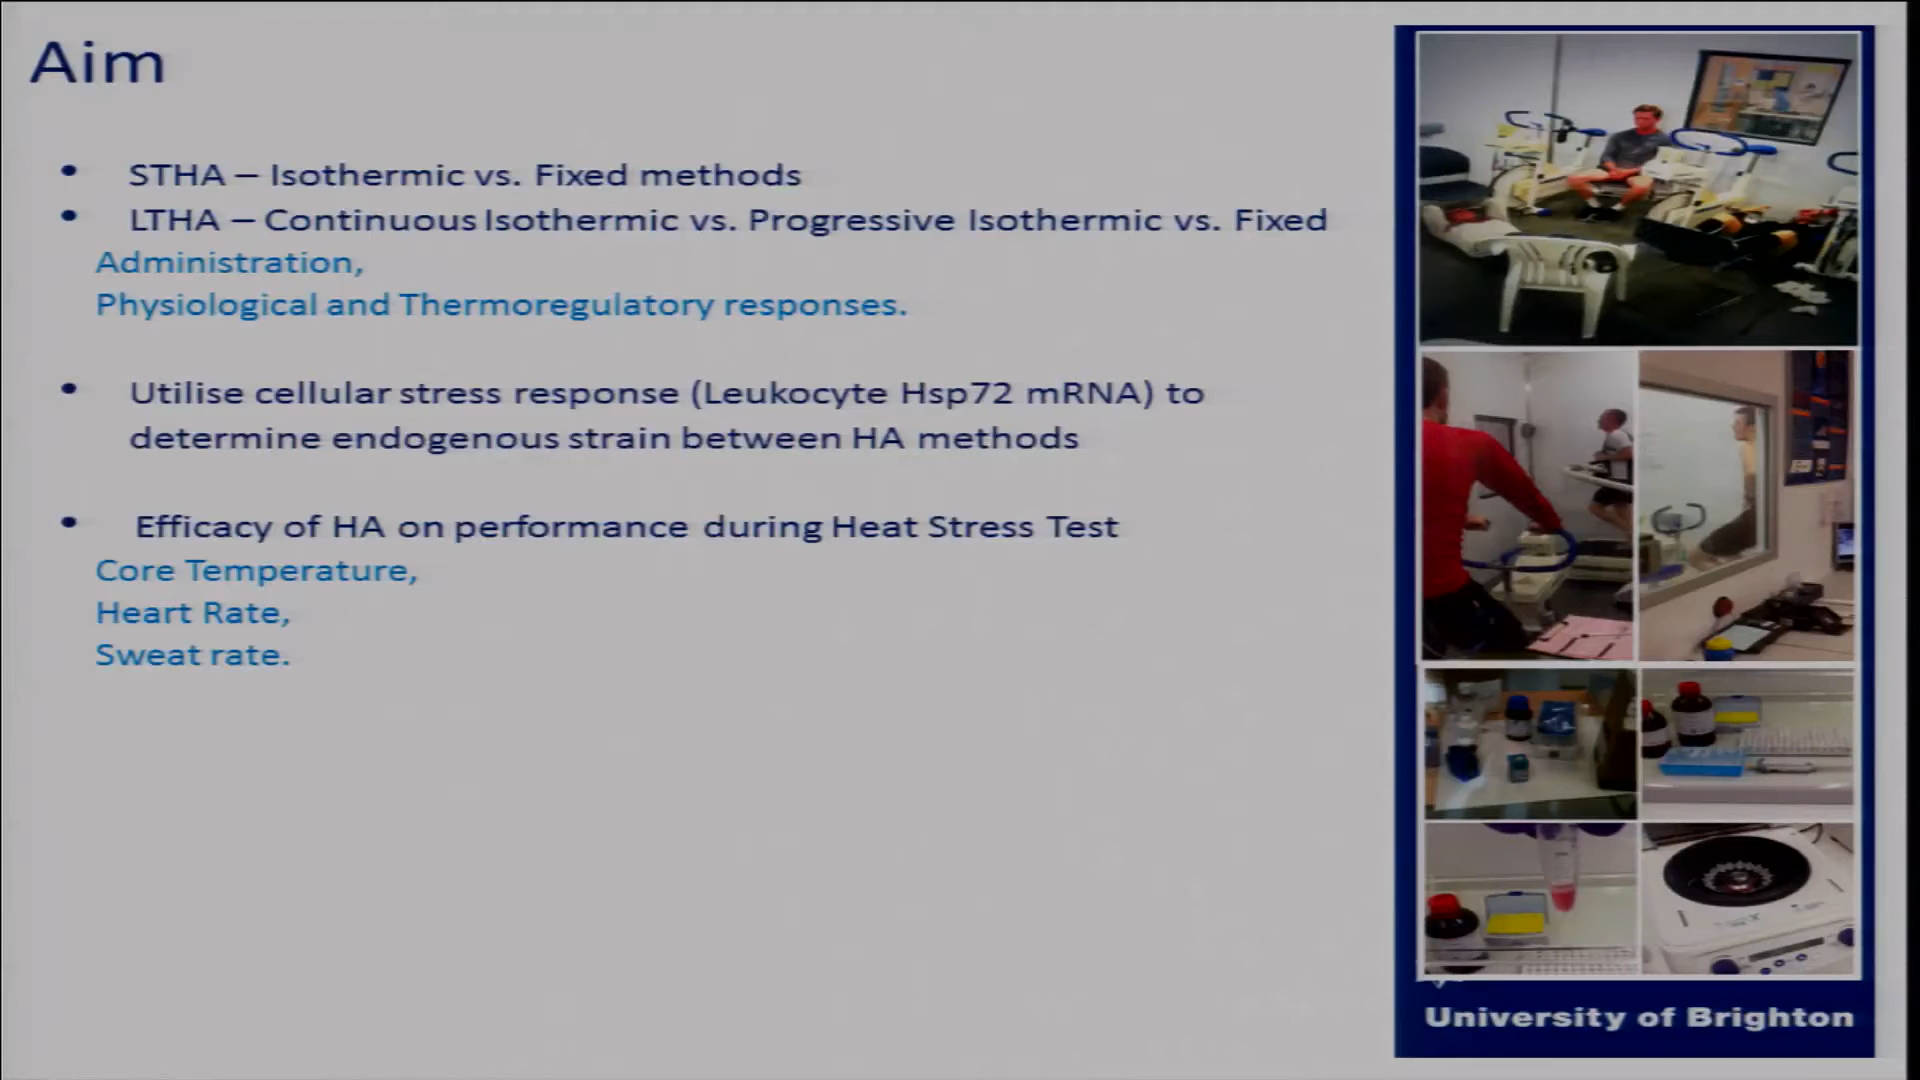 Aim
• STHA – Isothermic vs. Fixed methods
• LTHA – Continuous Isothermic vs. Progressive Isothermic vs. Fixed
Administration,
Physiological and Thermoregulatory responses.
• Utilise cellular stress response (Leukocyte Hsp72 mRNA) to
determine endogenous strain between HA methods
• Efficacy of HA on performance during Heat Stress Test
Core Temperature,
Heart Rate,
Sweat rate.
University of Brighton